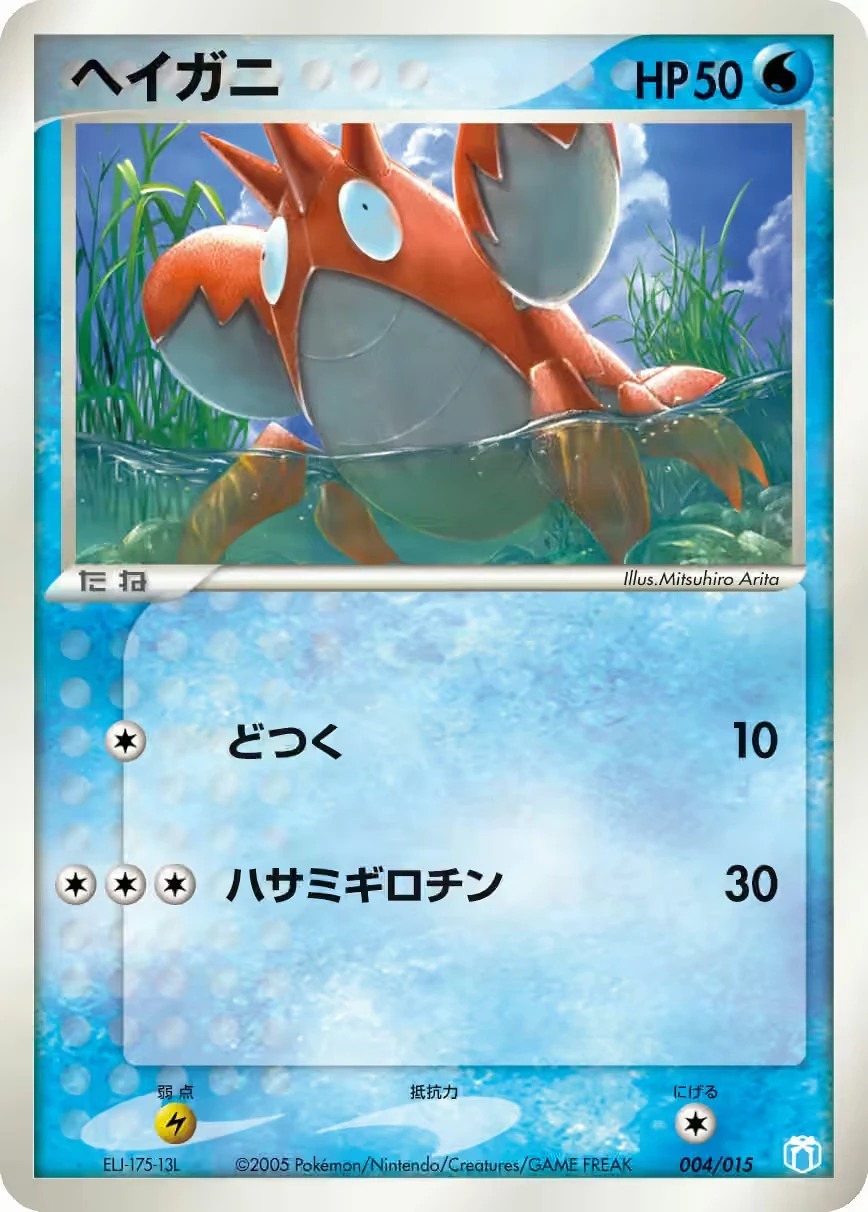 ヘイガニ HP50
たね Illus.Mitsuhiro Arita
どつく 10
ハサミギロチン 30
弱点 抵抗力 にげる
ELJ-175-13L ©2005 Pokémon/Nintendo/Creatures/GAME FREAK 004/015